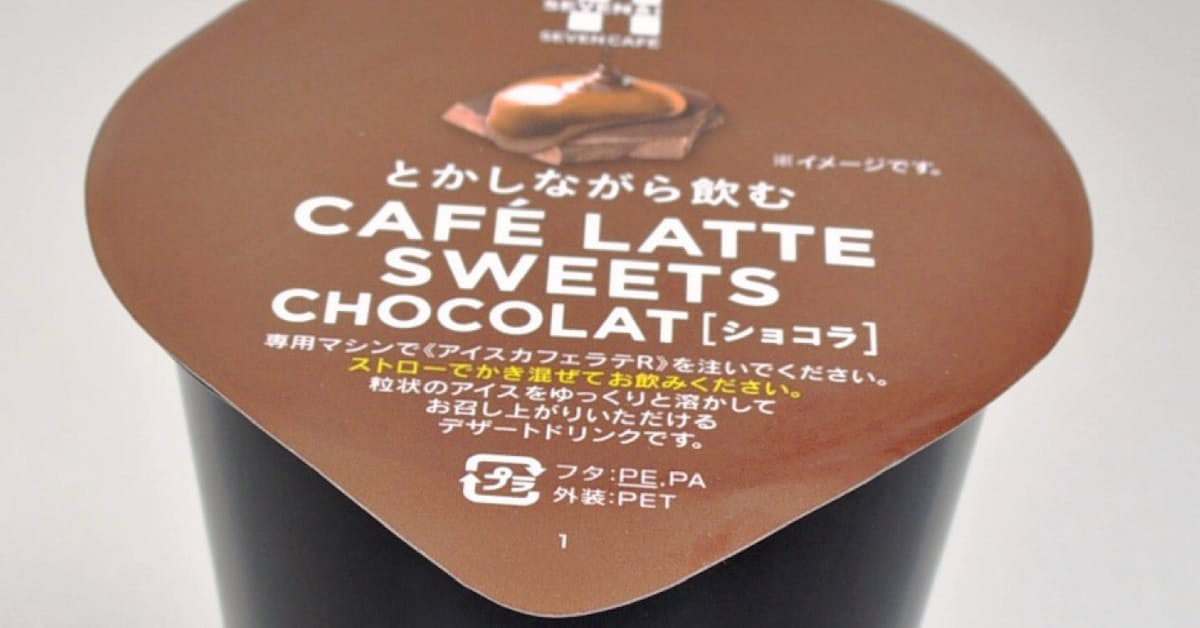 SEVEN CAFÉ
※イメージです。
とかしながら飲む
CAFÉ LATTE
SWEETS
CHOCOLAT［ショコラ］
専用マシンで《アイスカフェラテR》を注いでください。
ストローでかき混ぜてお飲みください。
粒状のアイスをゆっくりと溶かして
お召し上がりいただける
デザートドリンクです。
プラ フタ:PE.PA
外装:PET
1